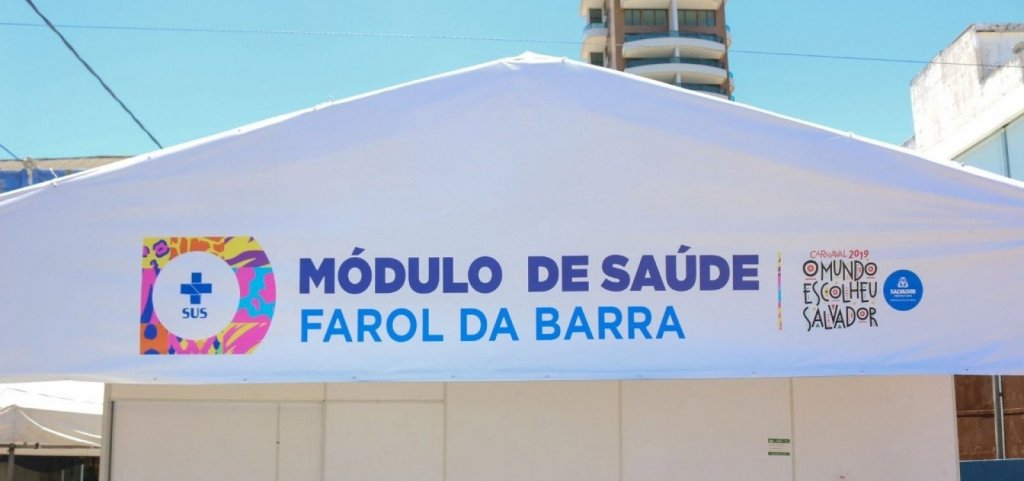 SUS
MÓDULO DE SAÚDE
FAROL DA BARRA
CARNAVAL 2019
O MUNDO
ESCOLHEU
SALVADOR
SALVADOR